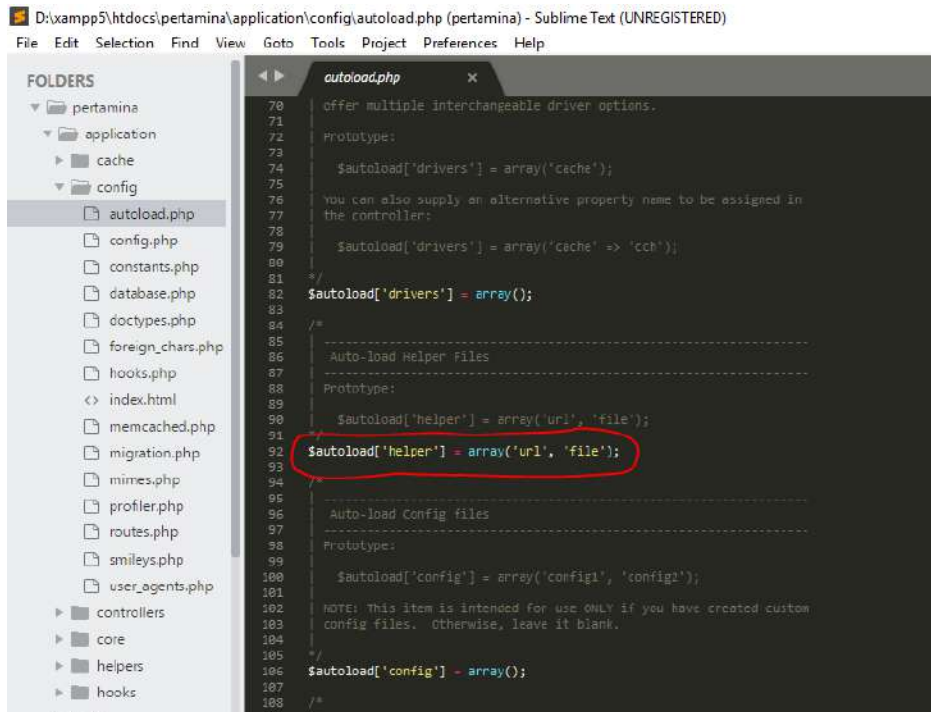 D:\xampp5\htdocs\pertamina\application\config\autoload.php (pertamina) - Sublime Text (UNREGISTERED)
File Edit Selection Find View Goto Tools Project Preferences Help
FOLDERS
pertamina
application
cache
config
autoload.php
config.php
constants.php
database.php
doctypes.php
foreign_chars.php
hooks.php
index.html
memcached.php
migration.php
mimes.php
profiler.php
routes.php
smileys.php
user_agents.php
controllers
core
helpers
hooks
autoload.php ×
70 | offer multiple interchangeable driver options.
71 |
72 | Prototype:
73 |
74 | $autoload['drivers'] = array('cache');
75 |
76 | You can also supply an alternative property name to be assigned in
77 | the controller:
78 |
79 | $autoload['drivers'] = array('cache' => 'cch');
80 |
81 */
82 $autoload['drivers'] = array();
83
84 /*
85 | -------------------------------------------------------------------
86 | Auto-load Helper Files
87 | -------------------------------------------------------------------
88 | Prototype:
89 |
90 | $autoload['helper'] = array('url', 'file');
91 */
92 $autoload['helper'] = array('url', 'file');
93
94 /*
95 | -------------------------------------------------------------------
96 | Auto-load Config files
97 | -------------------------------------------------------------------
98 | Prototype:
99 |
100 | $autoload['config'] = array('config1', 'config2');
101 |
102 | NOTE: This item is intended for use ONLY if you have created custom
103 | config files. Otherwise, leave it blank.
104 |
105 */
106 $autoload['config'] = array();
107
108 /*